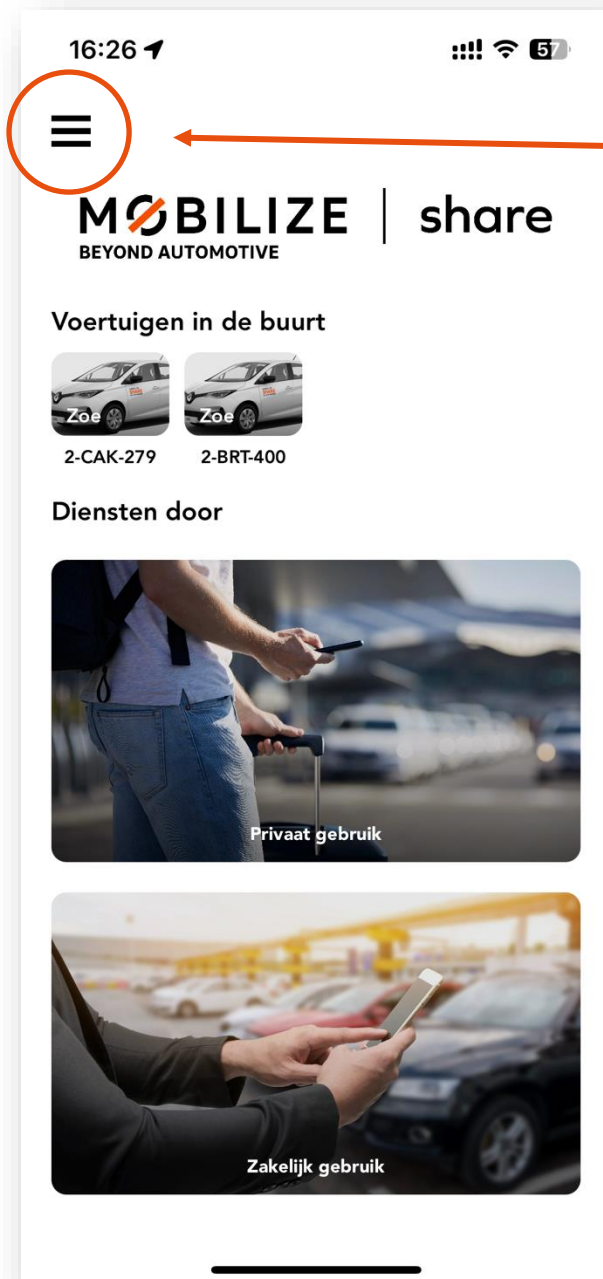 16:26
57
MOBILIZE | share
BEYOND AUTOMOTIVE
Voertuigen in de buurt
Zoe Zoe
2-CAK-279 2-BRT-400
Diensten door
Privaat gebruik
Zakelijk gebruik